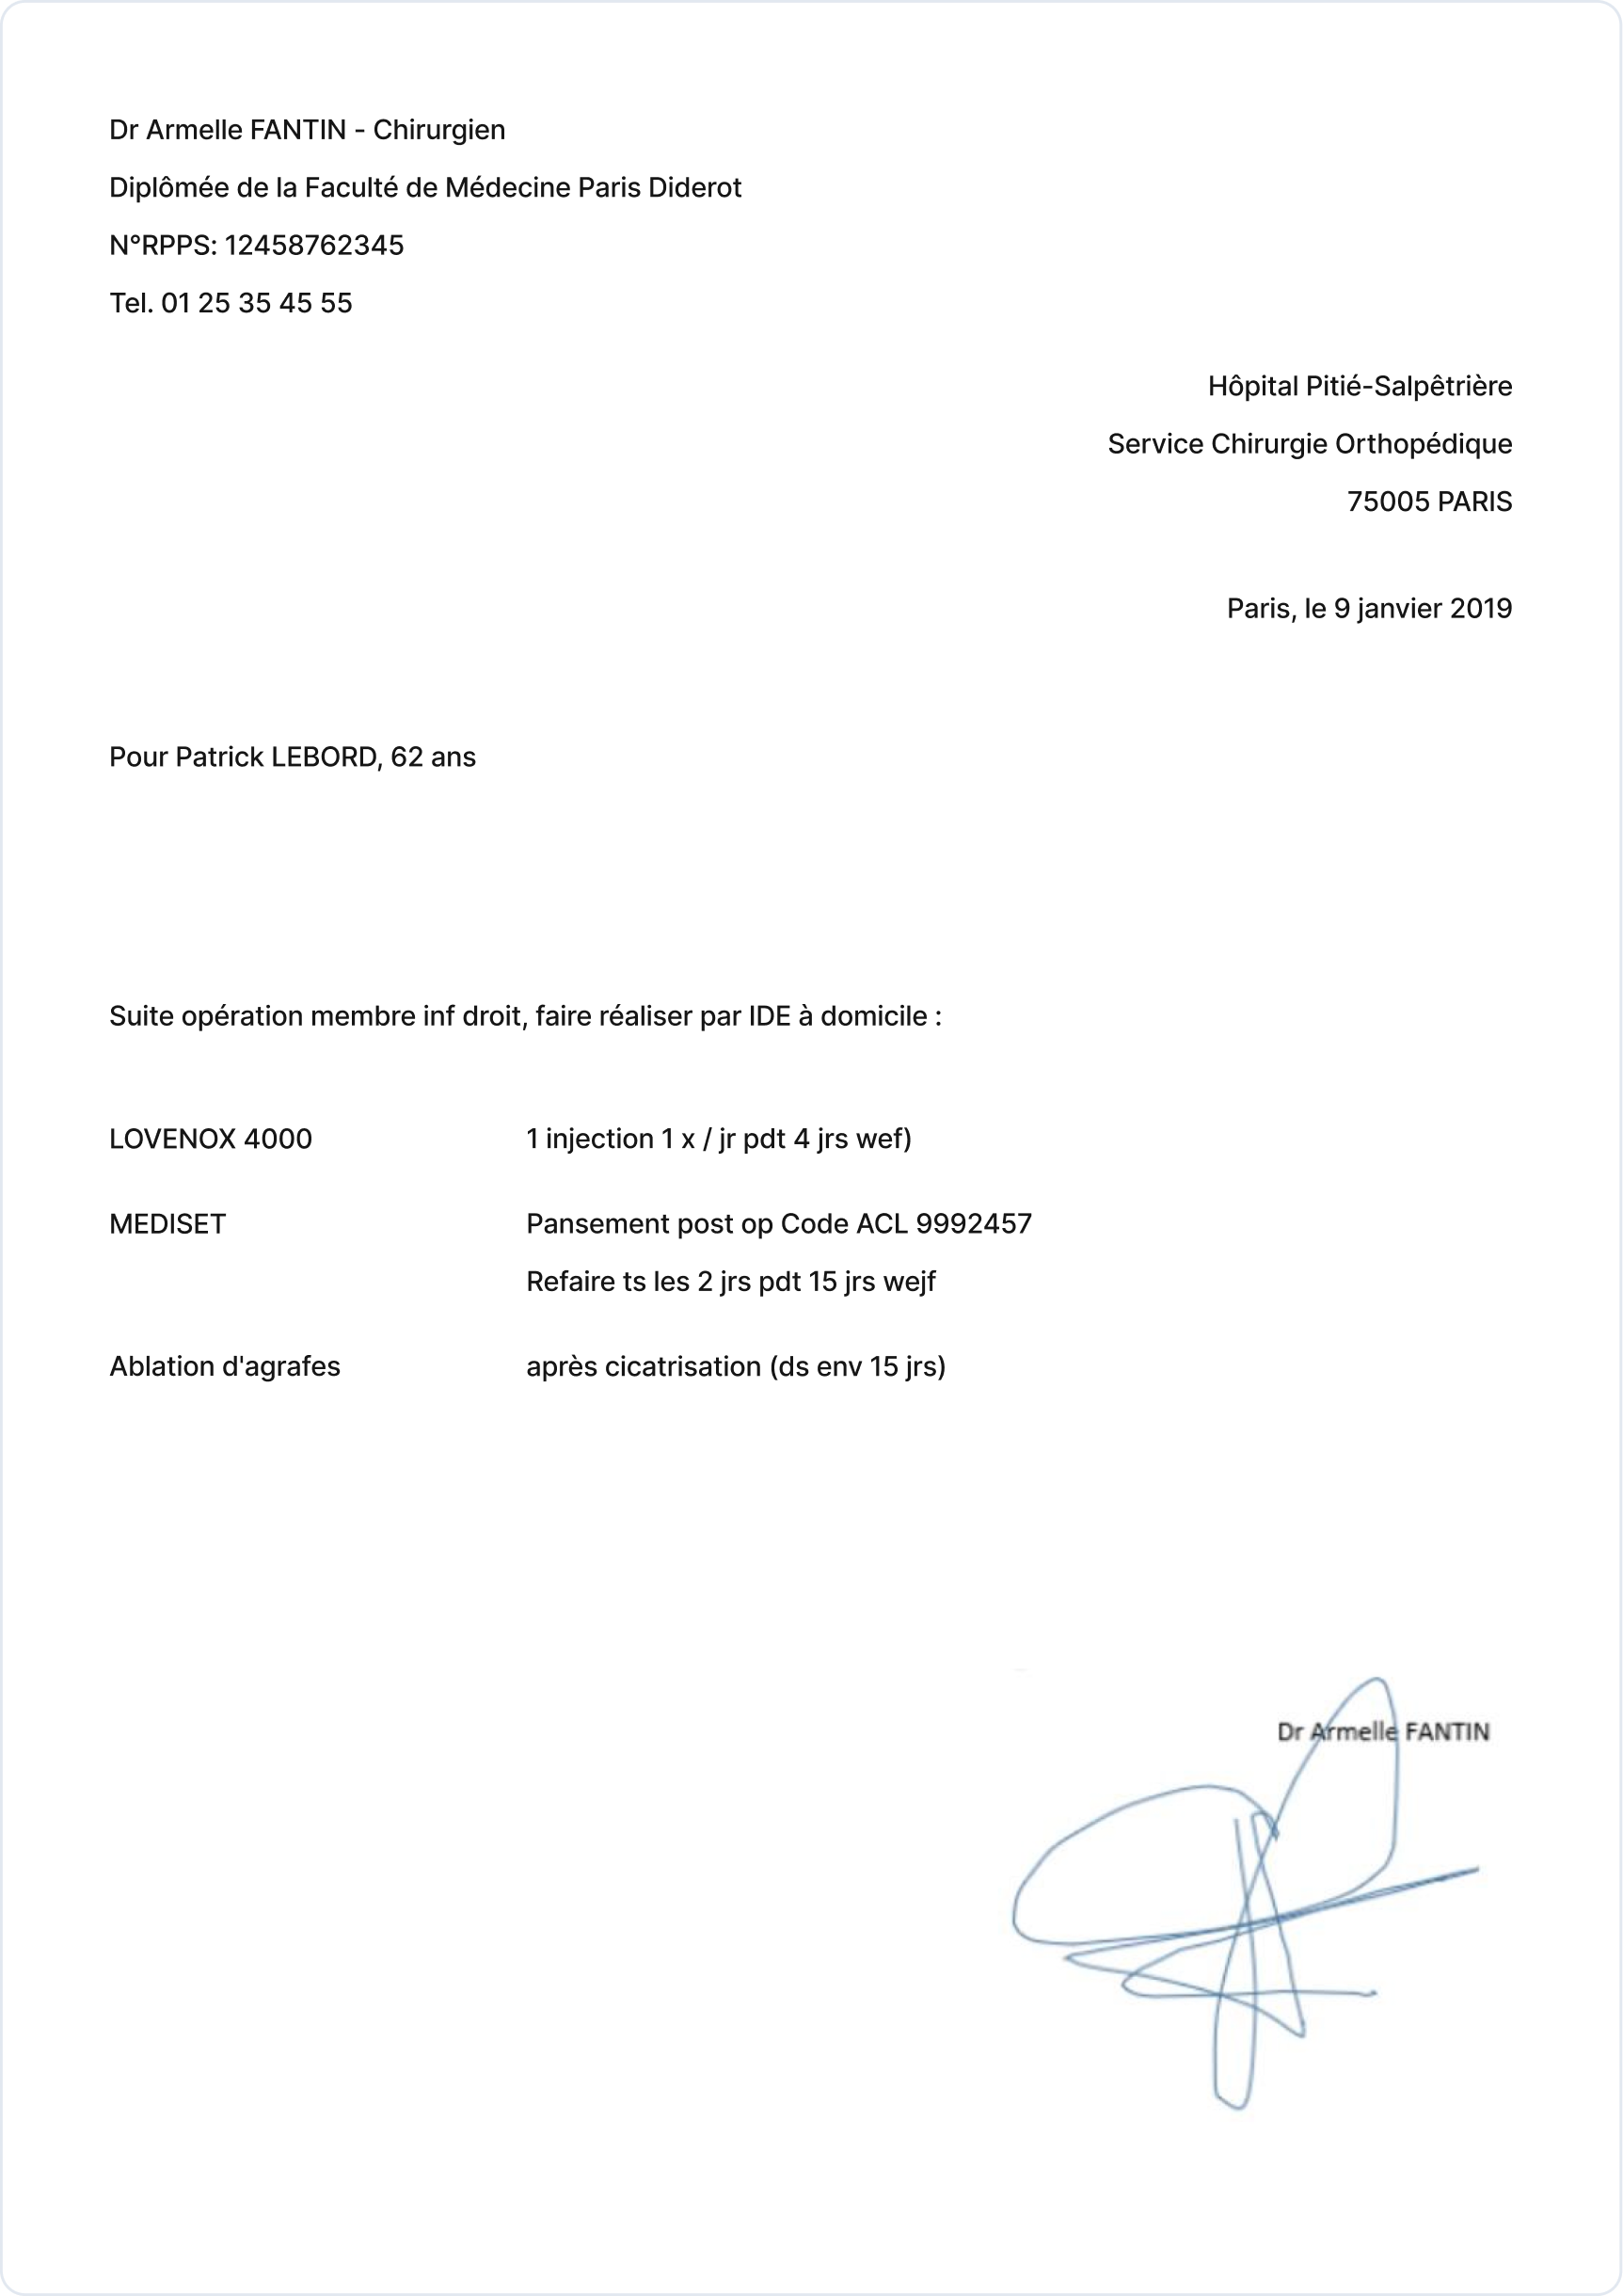 Dr Armelle FANTIN - Chirurgien
Diplômée de la Faculté de Médecine Paris Diderot
N°RPPS: 12458762345
Tel. 01 25 35 45 55
Hôpital Pitié-Salpêtrière
Service Chirurgie Orthopédique
75005 PARIS
Paris, le 9 janvier 2019
Pour Patrick LEBORD, 62 ans
Suite opération membre inf droit, faire réaliser par IDE à domicile :
LOVENOX 4000 1 injection 1 x / jr pdt 4 jrs wef)
MEDISET Pansement post op Code ACL 9992457
Refaire ts les 2 jrs pdt 15 jrs wejf
Ablation d'agrafes après cicatrisation (ds env 15 jrs)
Dr Armelle FANTIN